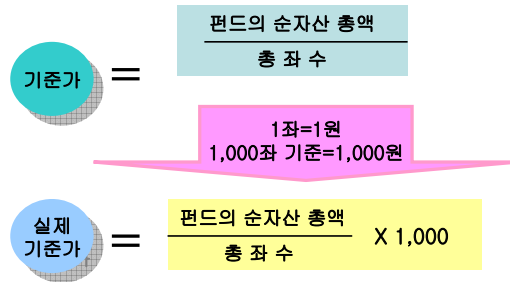 기준가
=
펀드의 순자산 총액
총 좌 수
1좌=1원
1,000좌 기준=1,000원
실제
기준가
=
펀드의 순자산 총액
총 좌 수
X 1,000